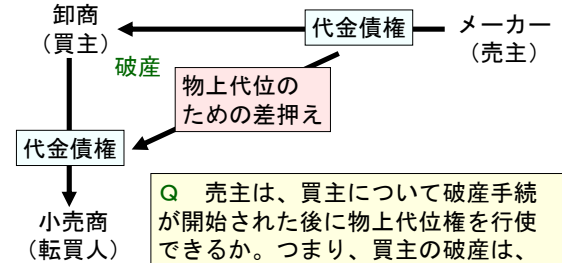 卸商
(買主)
代金債権
メーカー
(売主)
破産
物上代位の
ための差押え
代金債権
小売商
(転買人)
Q 売主は、買主について破産手続
が開始された後に物上代位権を行使
できるか。つまり、買主の破産は、